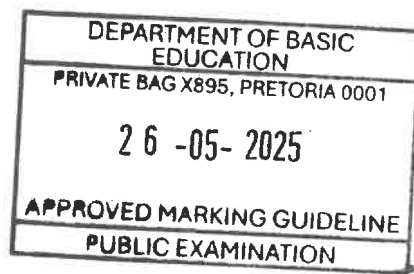 DEPARTMENT OF BASIC
EDUCATION
PRIVATE BAG X895, PRETORIA 0001
26 -05- 2025
APPROVED MARKING GUIDELINE
PUBLIC EXAMINATION